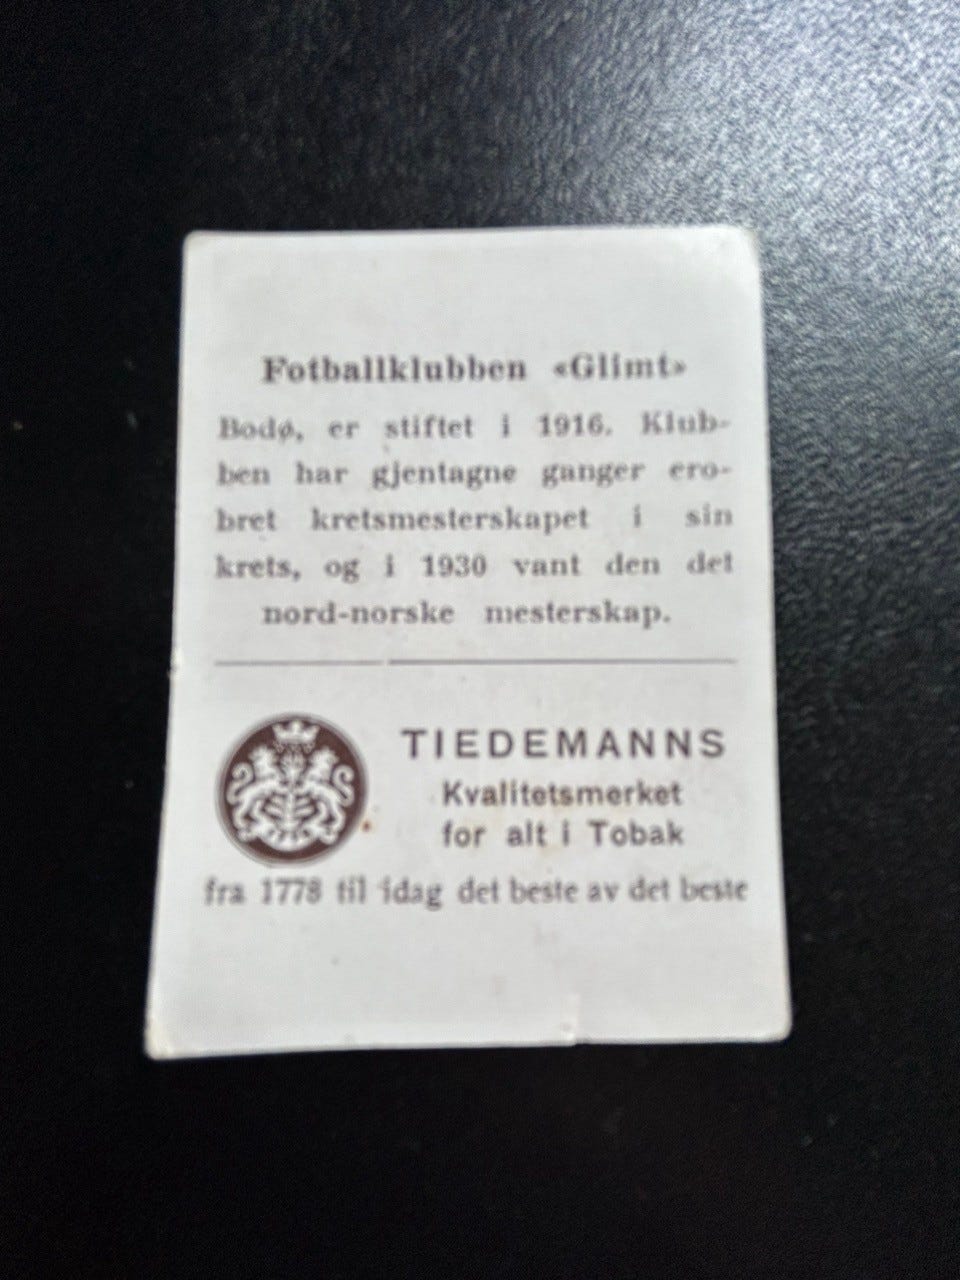 Fotballklubben «Glimt»
Bodø, er stiftet i 1916. Klub-
ben har gjentagne ganger ero-
bret kretsmesterskapet i sin
krets, og i 1930 vant den det
nord-norske mesterskap.
TIEDEMANNS
Kvalitetsmerket
for alt i Tobak
fra 1778 til idag det beste av det beste